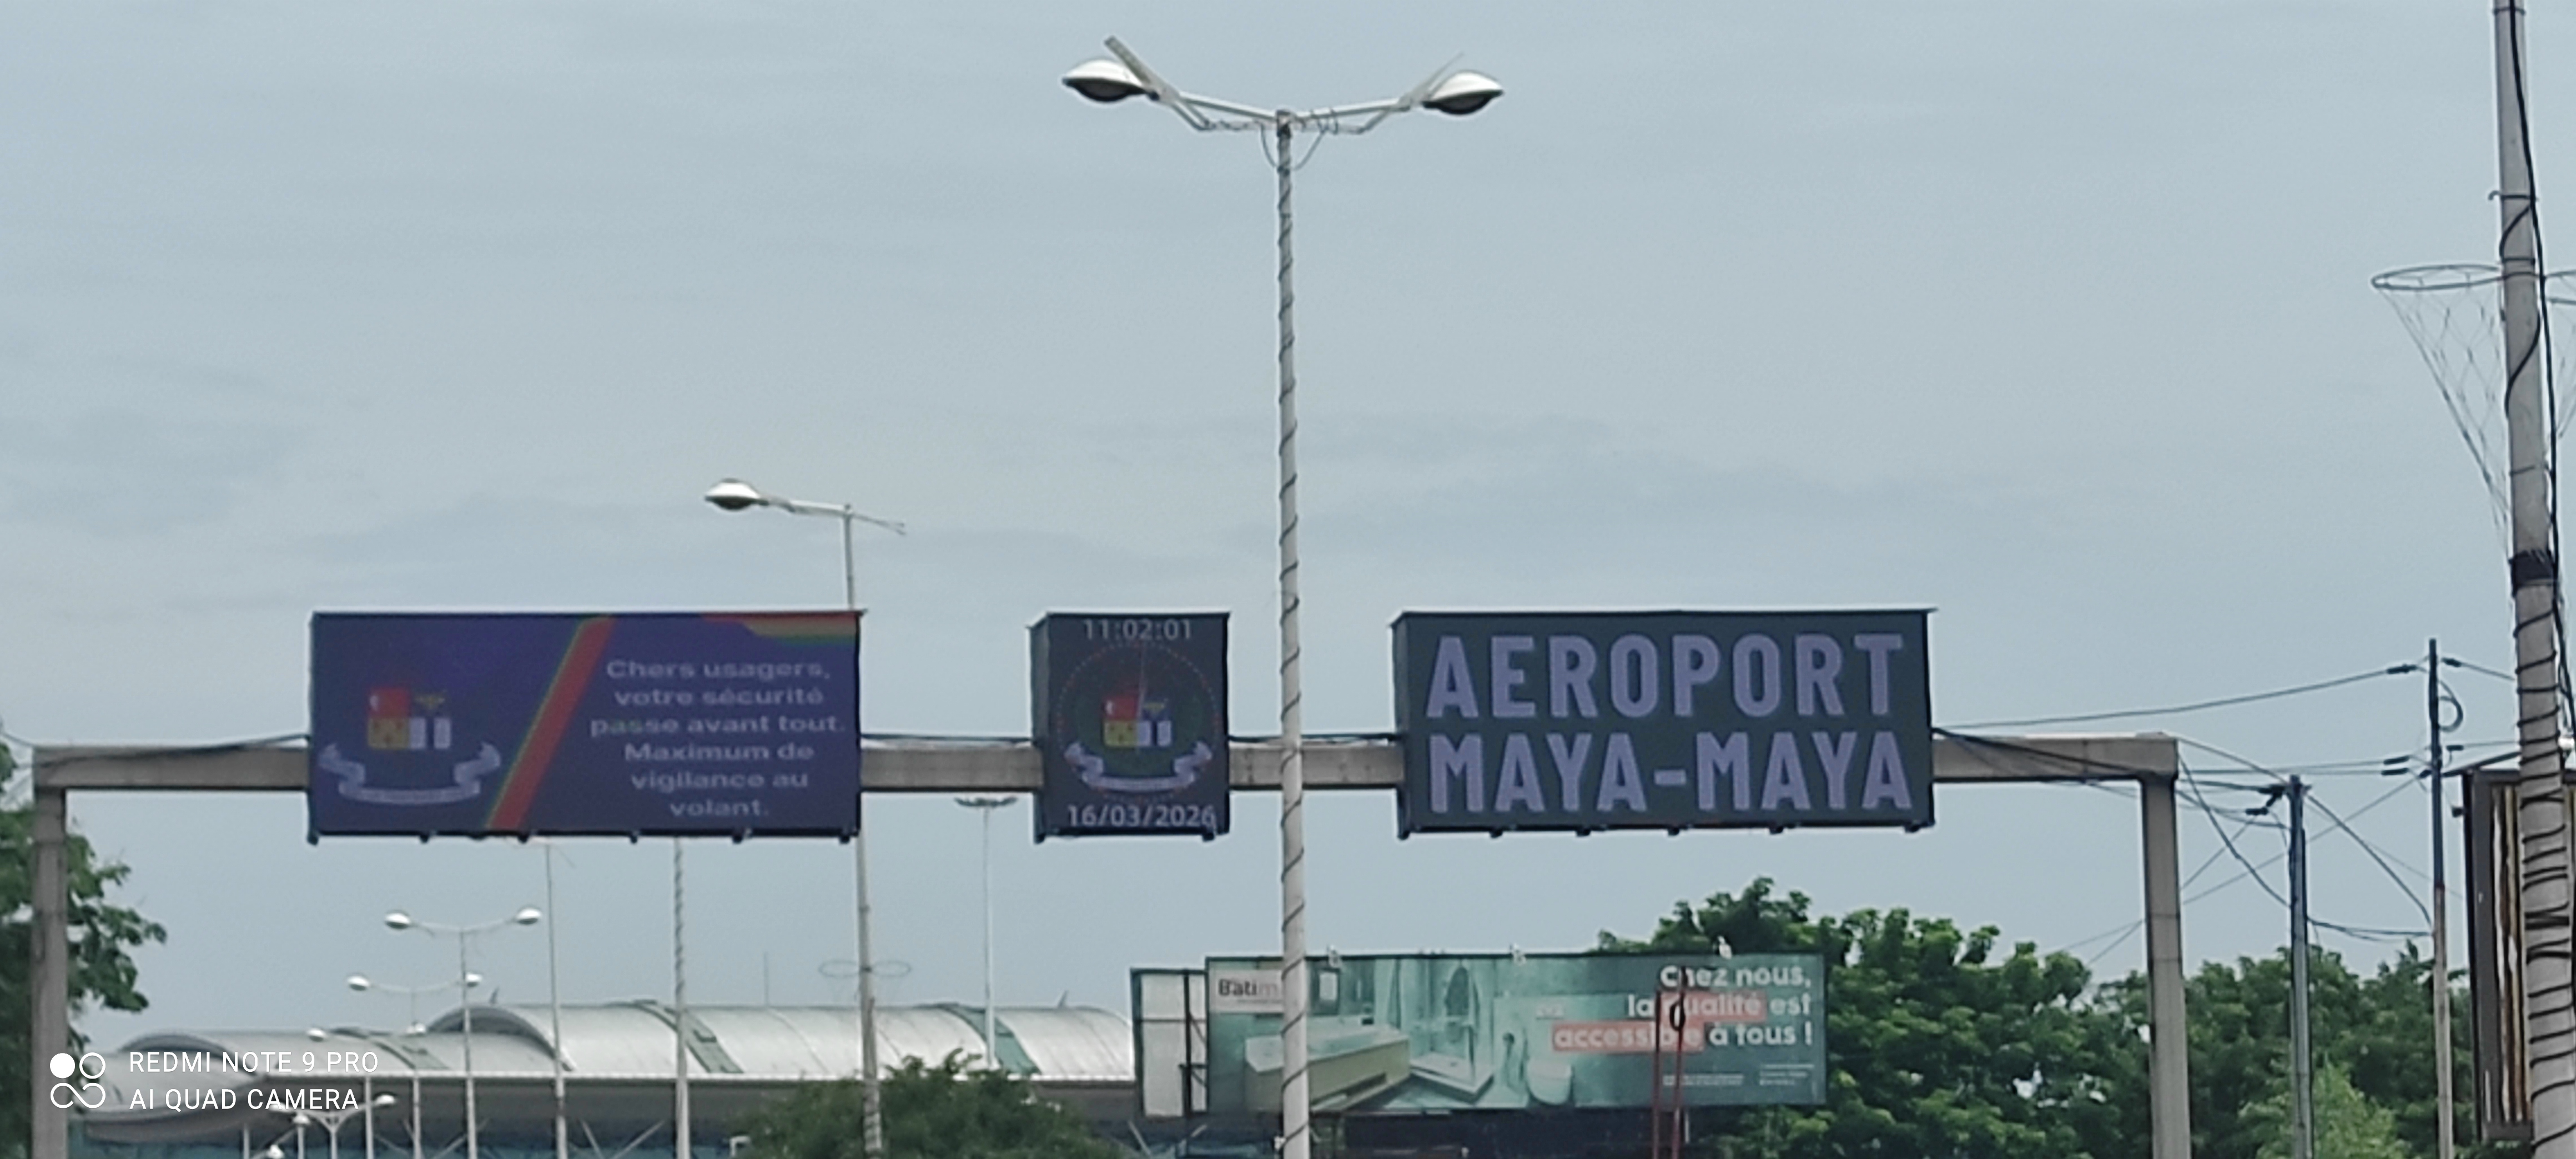 Chers usagers,
votre sécurité
passe avant tout.
Maximum de
vigilance au
volant.
11:02:01
16/03/2026
AEROPORT
MAYA-MAYA
Chez nous,
la qualité est
accessible à tous !
REDMI NOTE 9 PRO
AI QUAD CAMERA